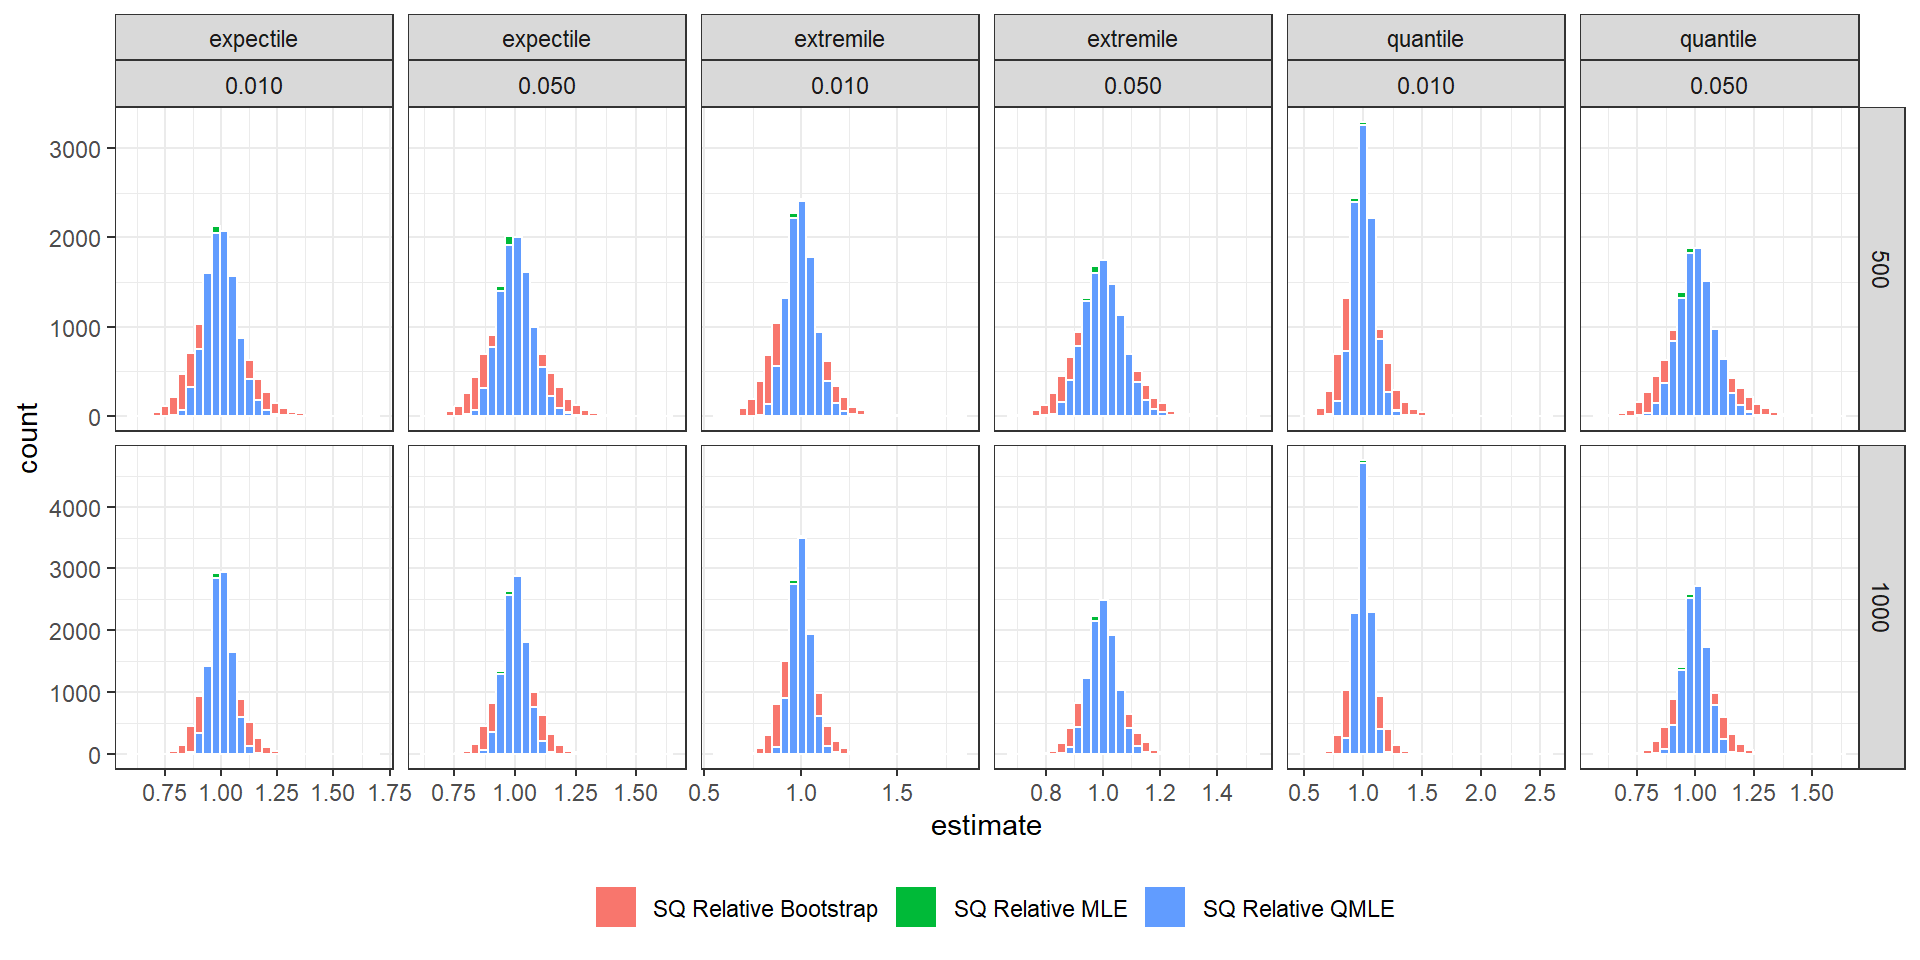 expectile expectile extremile extremile quantile quantile
0.010 0.050 0.010 0.050 0.010 0.050
3000
2000
1000
0
500
count
4000
3000
2000
1000
0
1000
0.75 1.00 1.25 1.50 1.75 0.75 1.00 1.25 1.50 0.5 1.0 1.5 0.8 1.0 1.2 1.4 0.5 1.0 1.5 2.0 2.5 0.75 1.00 1.25 1.50
estimate
SQ Relative Bootstrap SQ Relative MLE SQ Relative QMLE